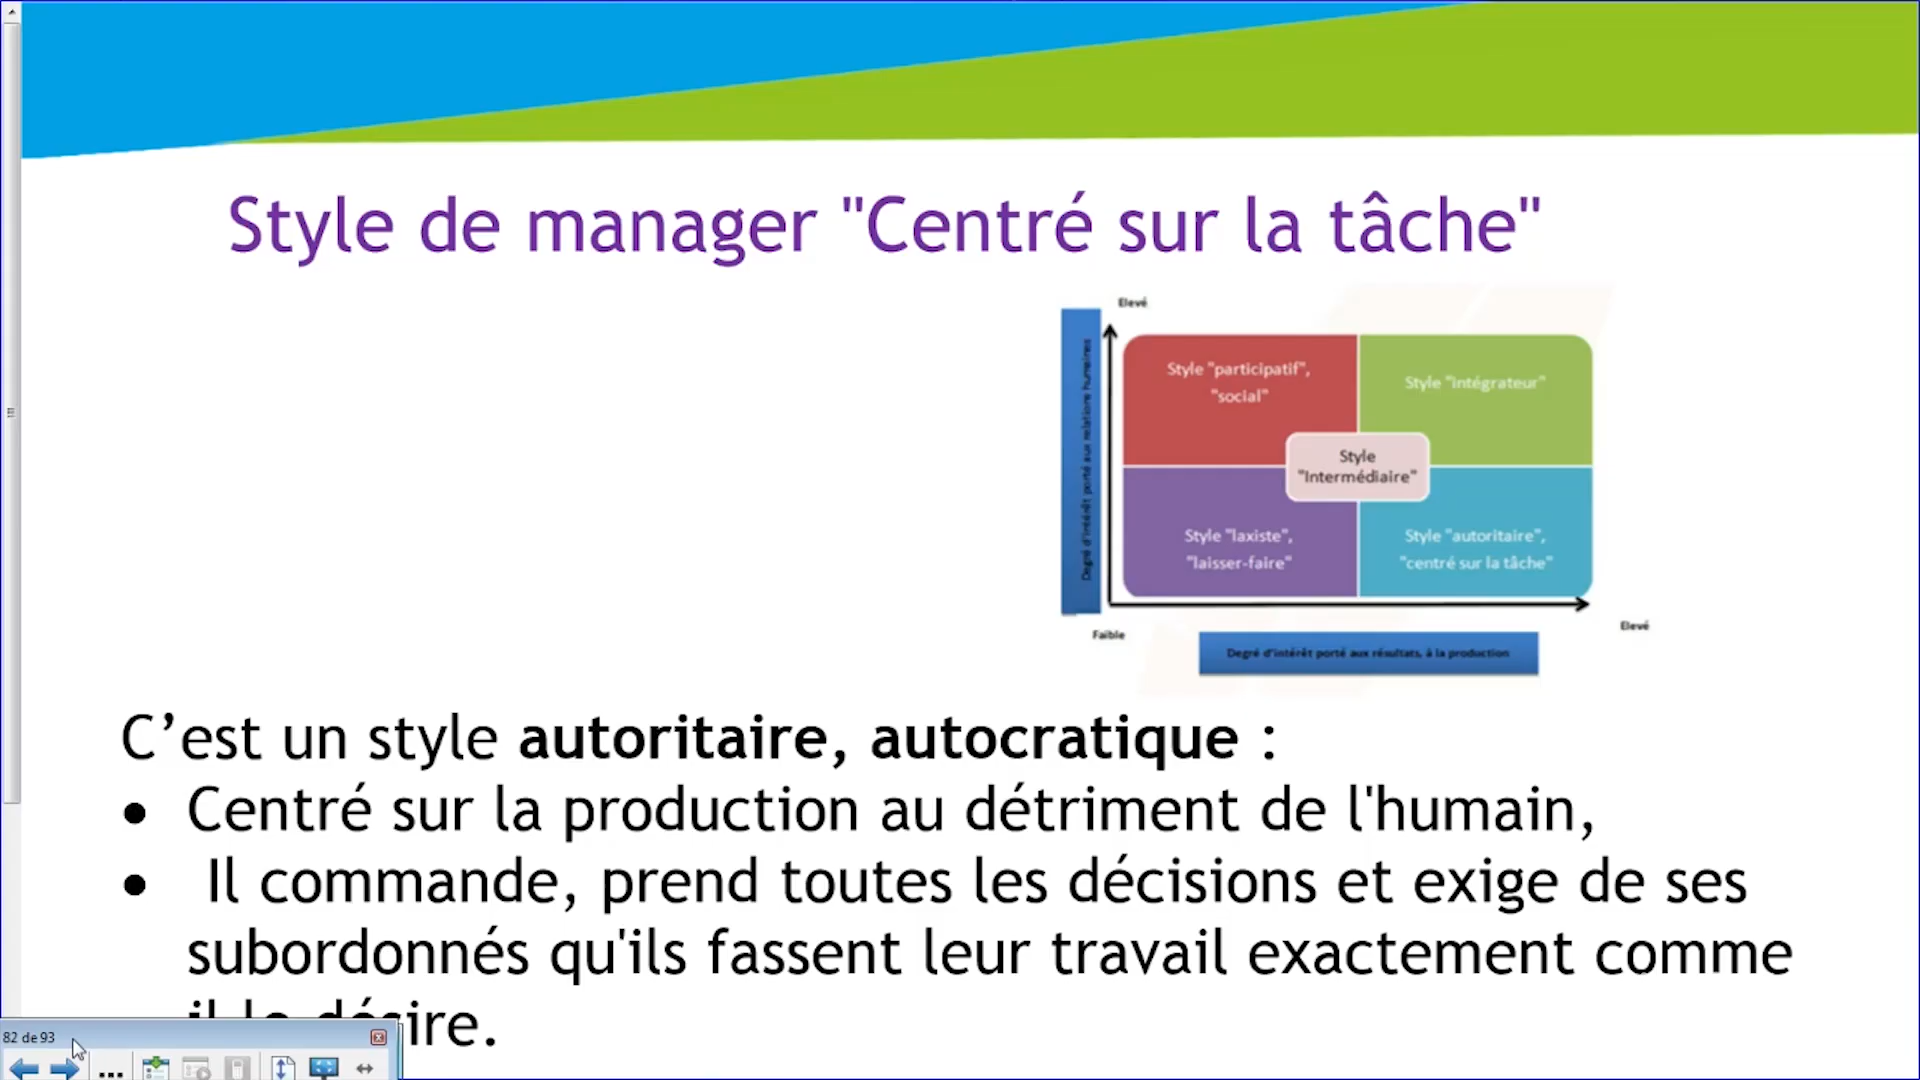 Style de manager "Centré sur la tâche"
Elevé
Degré d'intérêt porté aux relations humaines
Style "participatif",
"social"
Style "intégrateur"
Style
"Intermédiaire"
Style "laxiste",
"laisser-faire"
Style "autoritaire",
"centré sur la tâche"
Faible
Elevé
Degré d'intérêt porté aux résultats, à la production
C’est un style autoritaire, autocratique :
• Centré sur la production au détriment de l'humain,
• Il commande, prend toutes les décisions et exige de ses
subordonnés qu'ils fassent leur travail exactement comme
il le désire.
82 de 93